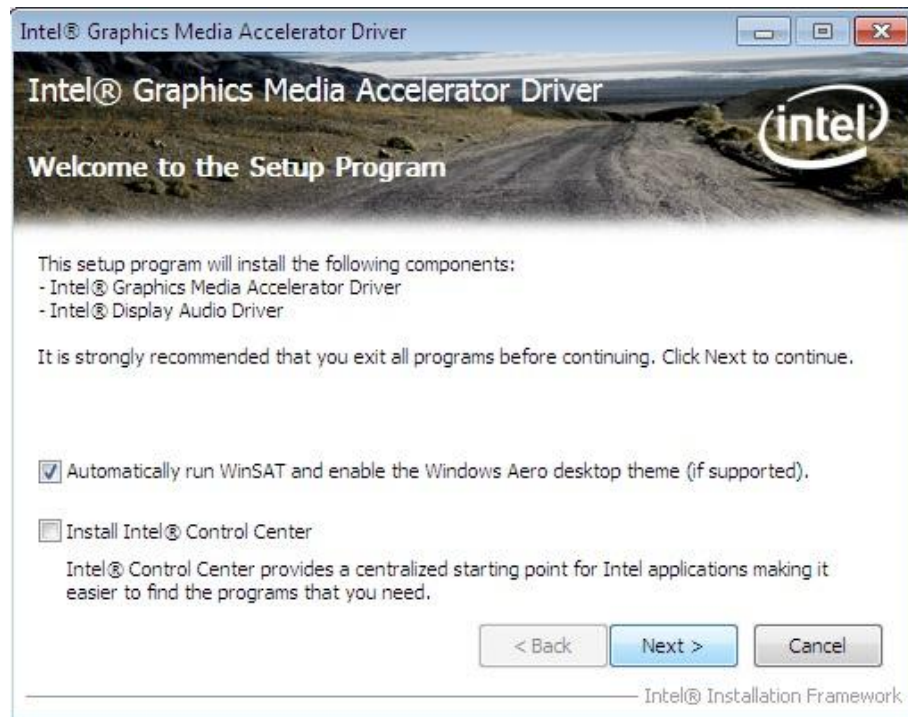 Intel® Graphics Media Accelerator Driver
Intel® Graphics Media Accelerator Driver
intel
Welcome to the Setup Program
This setup program will install the following components:
- Intel® Graphics Media Accelerator Driver
- Intel® Display Audio Driver
It is strongly recommended that you exit all programs before continuing. Click Next to continue.
Automatically run WinSAT and enable the Windows Aero desktop theme (if supported).
Install Intel® Control Center
Intel® Control Center provides a centralized starting point for Intel applications making it
easier to find the programs that you need.
< Back Next > Cancel
Intel® Installation Framework